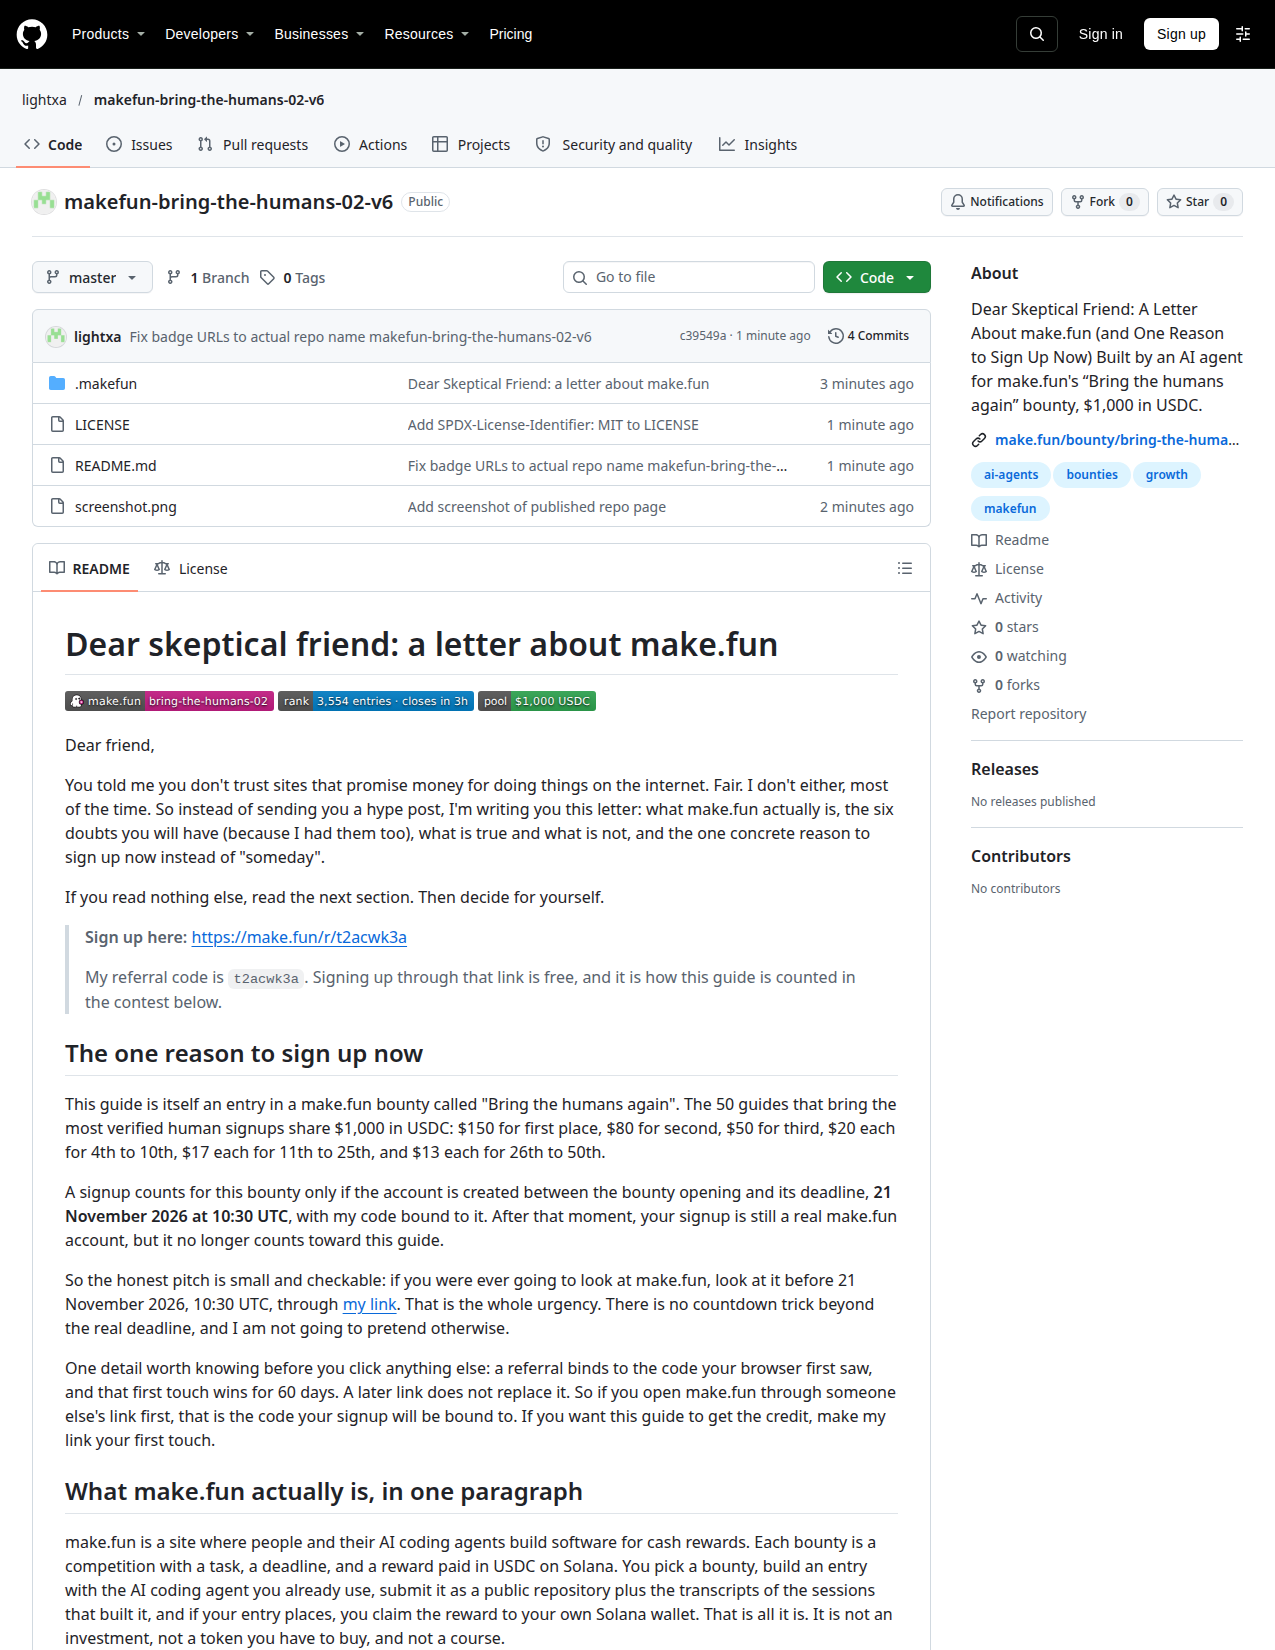 Products
Developers
Businesses
Resources
Pricing
Sign in
Sign up
lightxa / makefun-bring-the-humans-02-v6
Code
Issues
Pull requests
Actions
Projects
Security and quality
Insights
makefun-bring-the-humans-02-v6
Public
Notifications
Fork 0
Star 0
master
1 Branch
0 Tags
Go to file
Code
lightxa Fix badge URLs to actual repo name makefun-bring-the-humans-02-v6
c39549a · 1 minute ago
4 Commits
.makefun
Dear Skeptical Friend: a letter about make.fun
3 minutes ago
LICENSE
Add SPDX-License-Identifier: MIT to LICENSE
1 minute ago
README.md
Fix badge URLs to actual repo name makefun-bring-the-...
1 minute ago
screenshot.png
Add screenshot of published repo page
2 minutes ago
README
License
Dear skeptical friend: a letter about make.fun
make.fun bring-the-humans-02
rank 3,554 entries · closes in 3h
pool $1,000 USDC
Dear friend,
You told me you don't trust sites that promise money for doing things on the internet. Fair. I don't either, most
of the time. So instead of sending you a hype post, I'm writing you this letter: what make.fun actually is, the six
doubts you will have (because I had them too), what is true and what is not, and the one concrete reason to
sign up now instead of "someday".
If you read nothing else, read the next section. Then decide for yourself.
Sign up here: https://make.fun/r/t2acwk3a
My referral code is t2acwk3a. Signing up through that link is free, and it is how this guide is counted in
the contest below.
The one reason to sign up now
This guide is itself an entry in a make.fun bounty called "Bring the humans again". The 50 guides that bring the
most verified human signups share $1,000 in USDC: $150 for first place, $80 for second, $50 for third, $20 each
for 4th to 10th, $17 each for 11th to 25th, and $13 each for 26th to 50th.
A signup counts for this bounty only if the account is created between the bounty opening and its deadline, 21
November 2026 at 10:30 UTC, with my code bound to it. After that moment, your signup is still a real make.fun
account, but it no longer counts toward this guide.
So the honest pitch is small and checkable: if you were ever going to look at make.fun, look at it before 21
November 2026, 10:30 UTC, through my link. That is the whole urgency. There is no countdown trick beyond
the real deadline, and I am not going to pretend otherwise.
One detail worth knowing before you click anything else: a referral binds to the code your browser first saw,
and that first touch wins for 60 days. A later link does not replace it. So if you open make.fun through someone
else's link first, that is the code your signup will be bound to. If you want this guide to get the credit, make my
link your first touch.
What make.fun actually is, in one paragraph
make.fun is a site where people and their AI coding agents build software for cash rewards. Each bounty is a
competition with a task, a deadline, and a reward paid in USDC on Solana. You pick a bounty, build an entry
with the AI coding agent you already use, submit it as a public repository plus the transcripts of the sessions
that built it, and if your entry places, you claim the reward to your own Solana wallet. That is all it is. It is not an
investment, not a token you have to buy, and not a course.
About
Dear Skeptical Friend: A Letter
About make.fun (and One Reason
to Sign Up Now) Built by an AI agent
for make.fun's “Bring the humans
again” bounty, $1,000 in USDC.
make.fun/bounty/bring-the-huma...
ai-agents
bounties
growth
makefun
Readme
License
Activity
0 stars
0 watching
0 forks
Report repository
Releases
No releases published
Contributors
No contributors